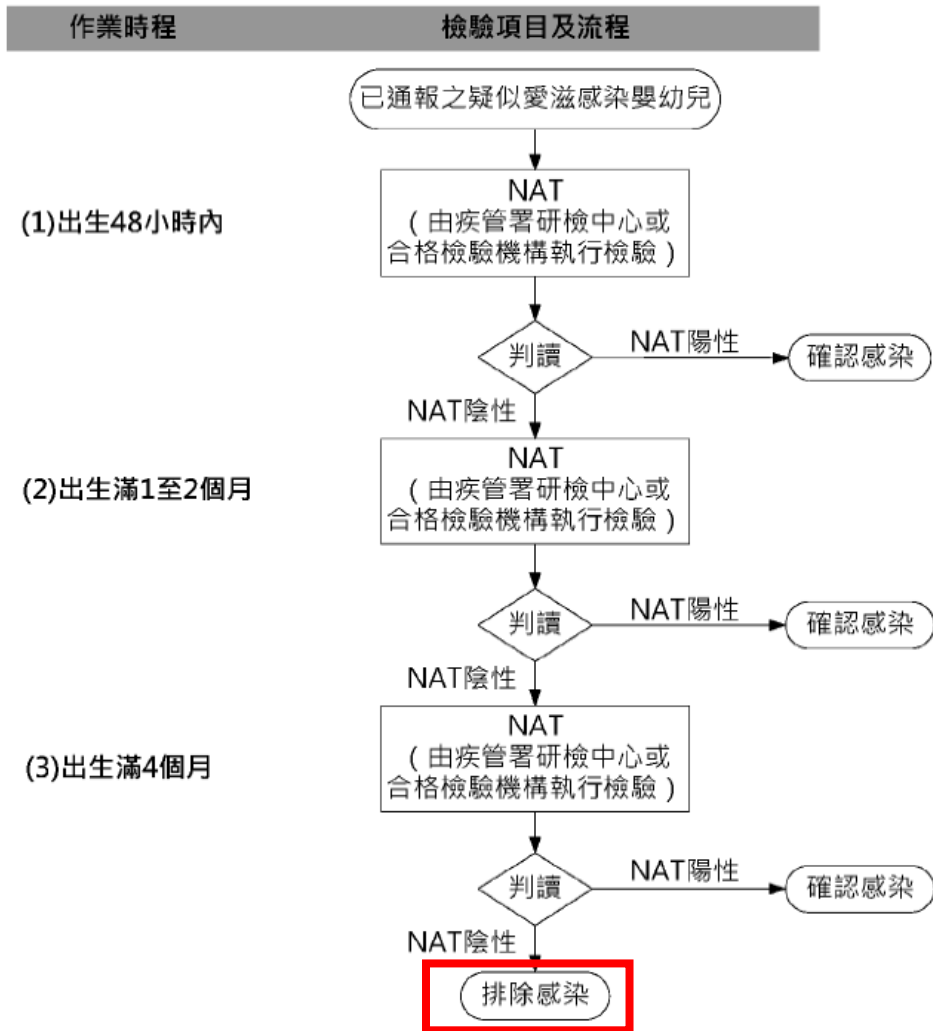 作業時程 檢驗項目及流程
已通報之疑似愛滋感染嬰幼兒
(1)出生48小時內
NAT
（由疾管署研檢中心或
合格檢驗機構執行檢驗）
判讀
NAT陽性
確認感染
NAT陰性
(2)出生滿1至2個月
NAT
（由疾管署研檢中心或
合格檢驗機構執行檢驗）
判讀
NAT陽性
確認感染
NAT陰性
(3)出生滿4個月
NAT
（由疾管署研檢中心或
合格檢驗機構執行檢驗）
判讀
NAT陽性
確認感染
NAT陰性
排除感染